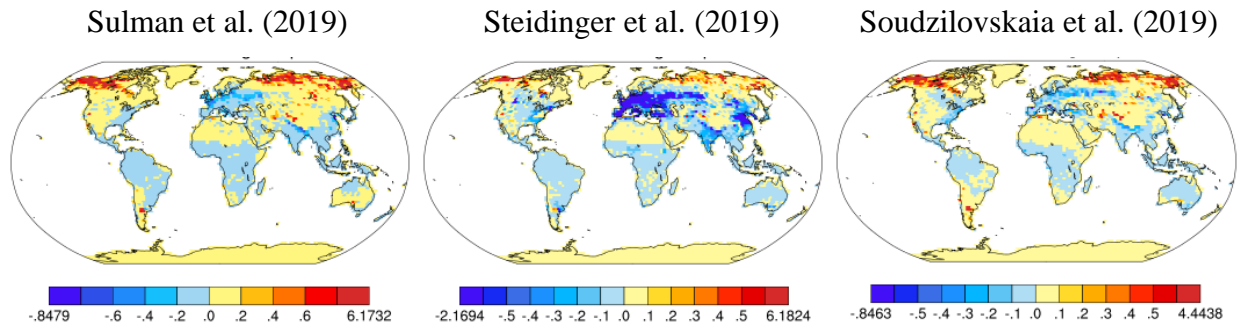 Sulman et al. (2019) Steidinger et al. (2019) Soudzilovskaia et al. (2019)
-.8479 -.6 -.4 -.2 .0 .2 .4 .6 6.1732
-2.1694 -.5 -.4 -.2 -.1 .0 .1 .2 .3 .4 .5 6.1824
-.8463 -.5 -.4 -.2 -.1 .0 .1 .2 .3 .4 .5 4.4438